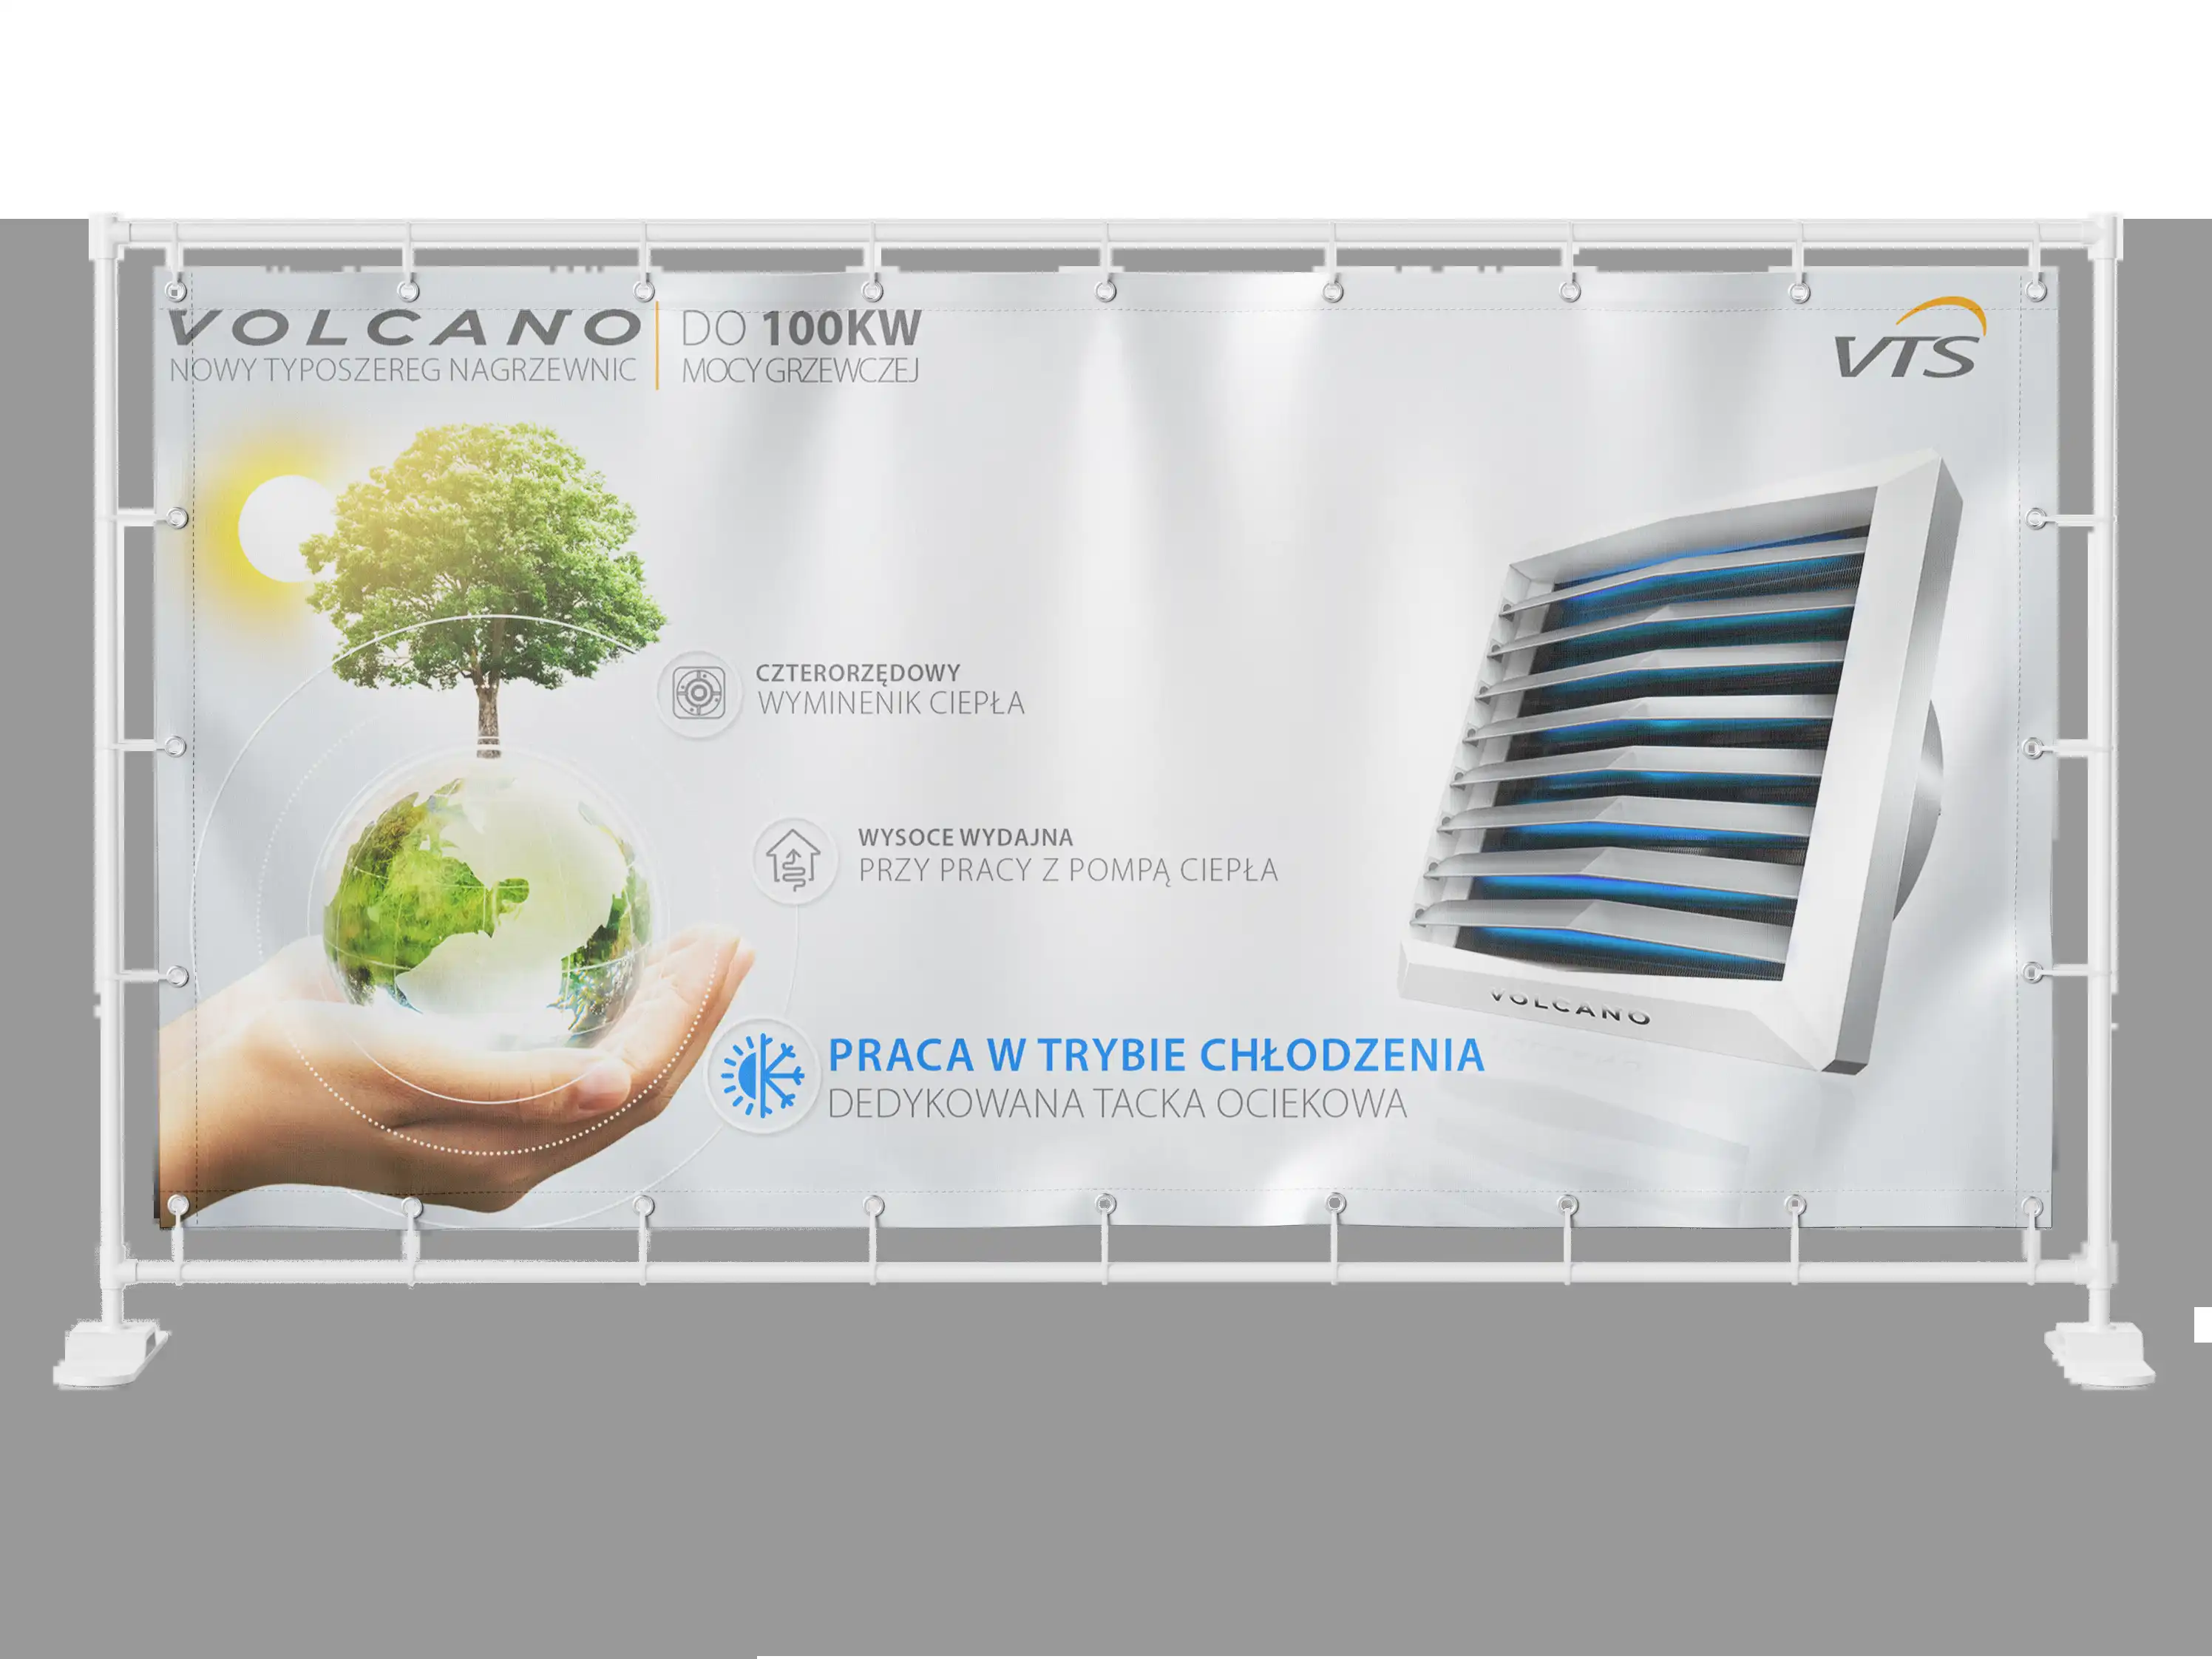 VOLCANO
NOWY TYPOSZEREG NAGRZEWNIC
DO 100KW
MOCY GRZEWCZEJ
VTS
CZTERORZĘDOWY
WYMINENIK CIEPŁA
WYSOCE WYDAJNA
PRZY PRACY Z POMPĄ CIEPŁA
VOLCANO
PRACA W TRYBIE CHŁODZENIA
DEDYKOWANA TACKA OCIEKOWA